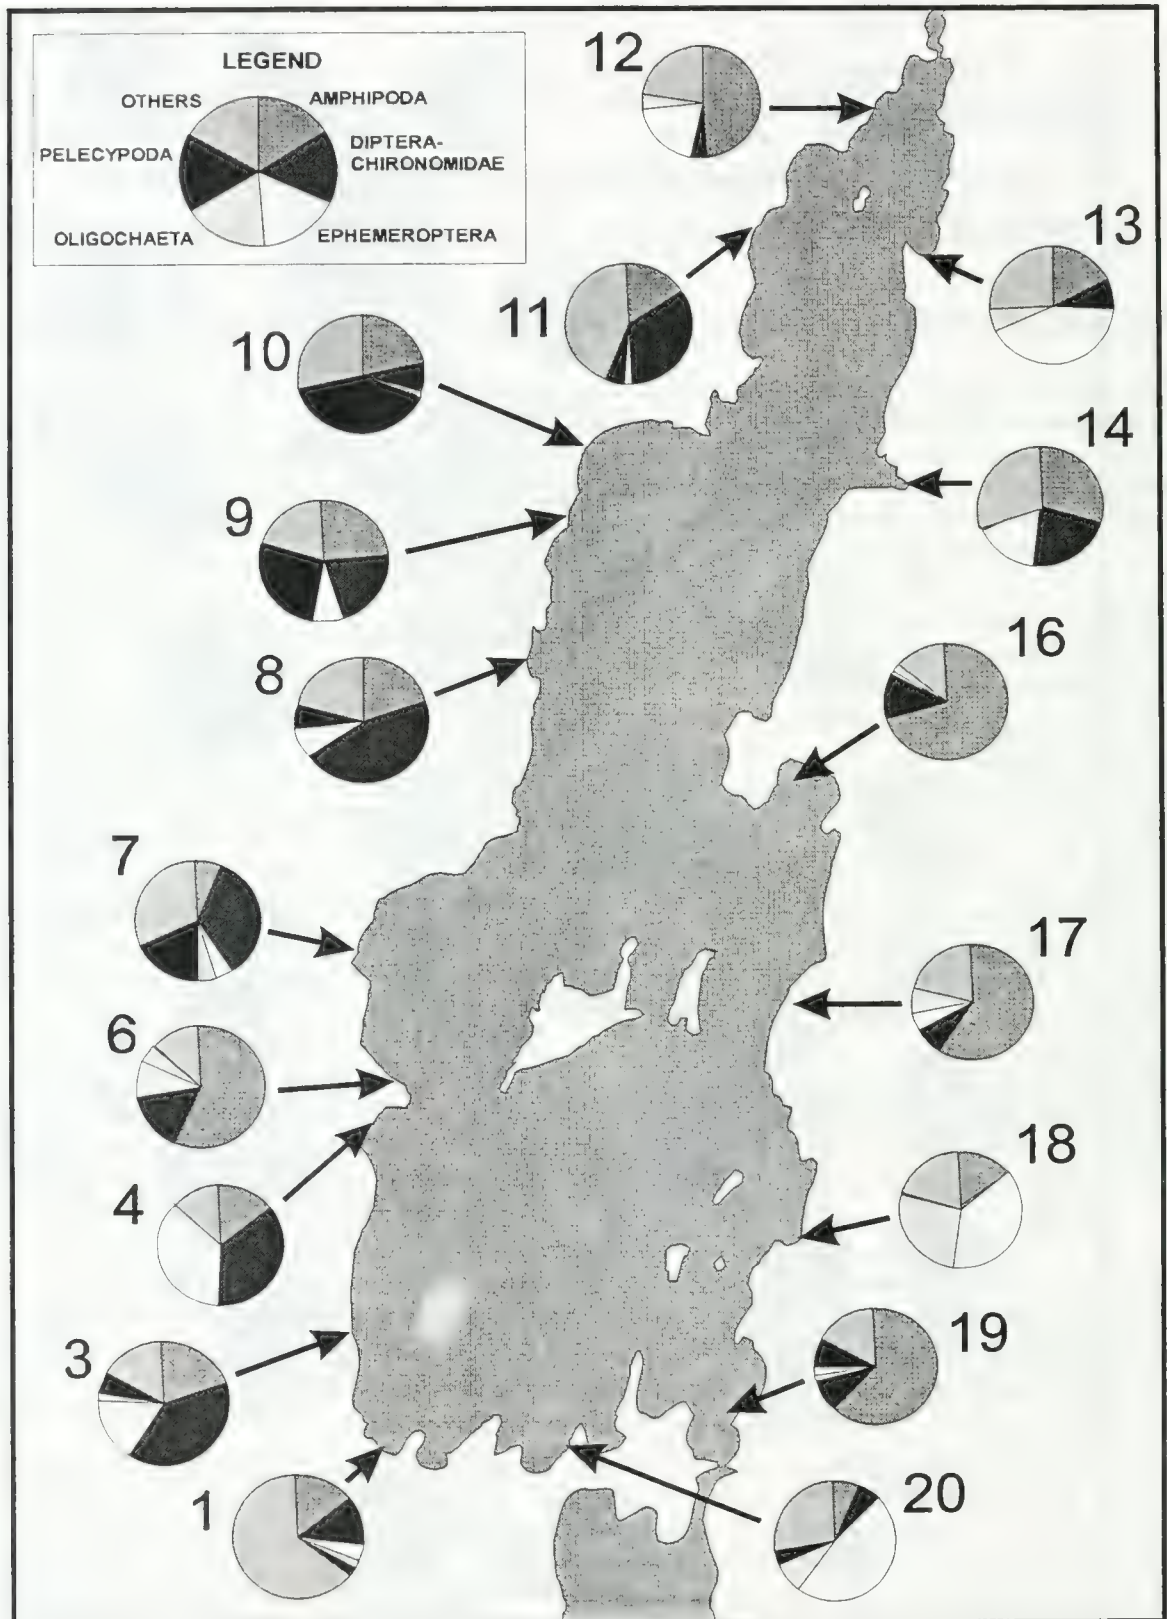 LEGEND
OTHERS
AMPHIPODA
PELECYPODA
DIPTERA-
CHIRONOMIDAE
OLIGOCHAETA
EPHEMEROPTERA
12
13
11
10
14
9
16
8
7
17
6
18
4
19
3
20
1